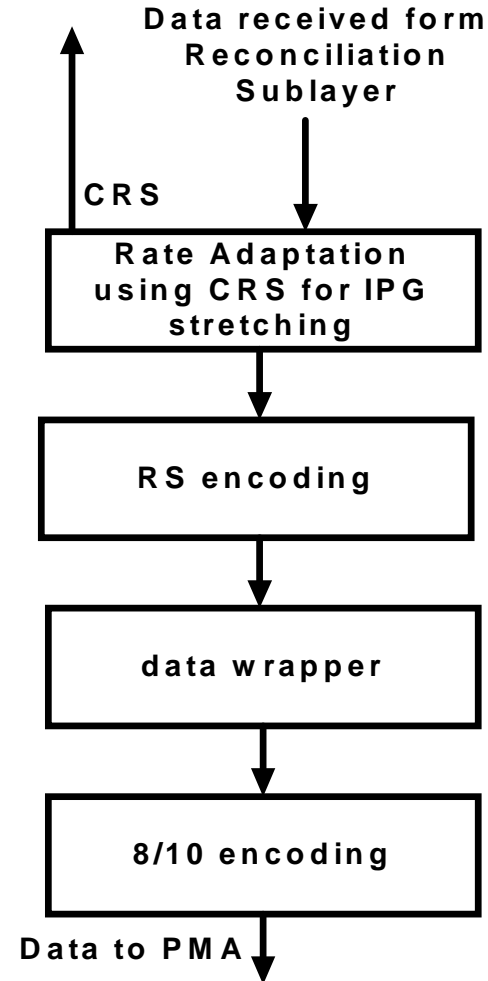 Data received form
Reconciliation
Sublayer
CRS
Rate Adaptation
using CRS for IPG
stretching
RS encoding
data wrapper
8/10 encoding
Data to PMA